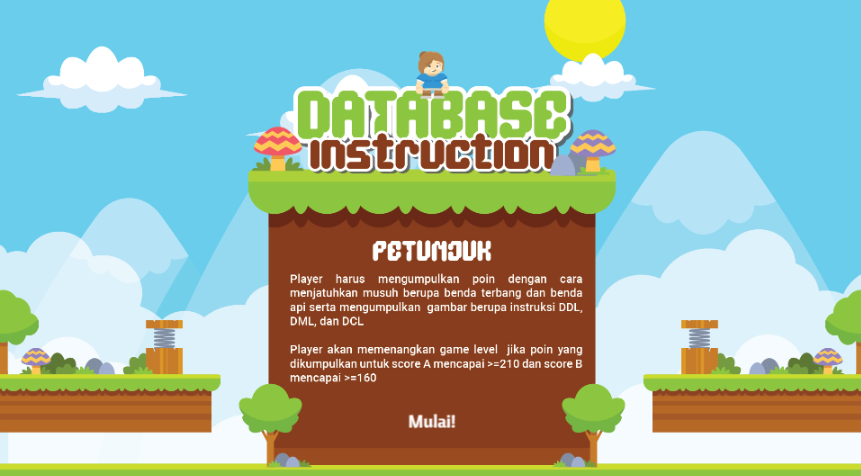 DATABASE
instruction
PETUNJUK
Player harus mengumpulkan poin dengan cara
menjatuhkan musuh berupa benda terbang dan benda
api serta mengumpulkan gambar berupa instruksi DDL,
DML, dan DCL
Player akan memenangkan game level jika poin yang
dikumpulkan untuk score A mencapai >=210 dan score B
mencapai >=160
Mulai!